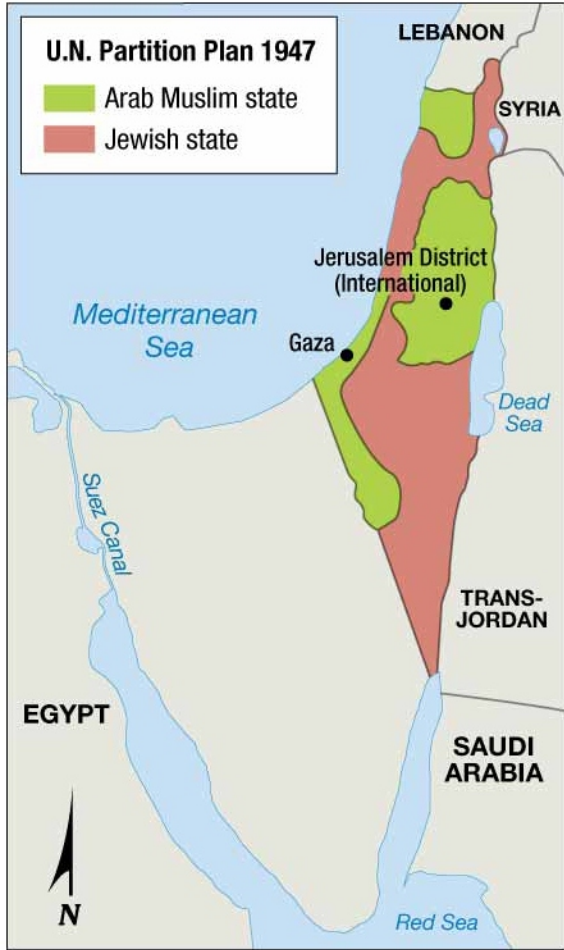 U.N. Partition Plan 1947
Arab Muslim state
Jewish state
LEBANON
SYRIA
Jerusalem District
(International)
Mediterranean
Sea
Gaza
Dead
Sea
Suez Canal
TRANS-
JORDAN
EGYPT
SAUDI
ARABIA
N
Red Sea